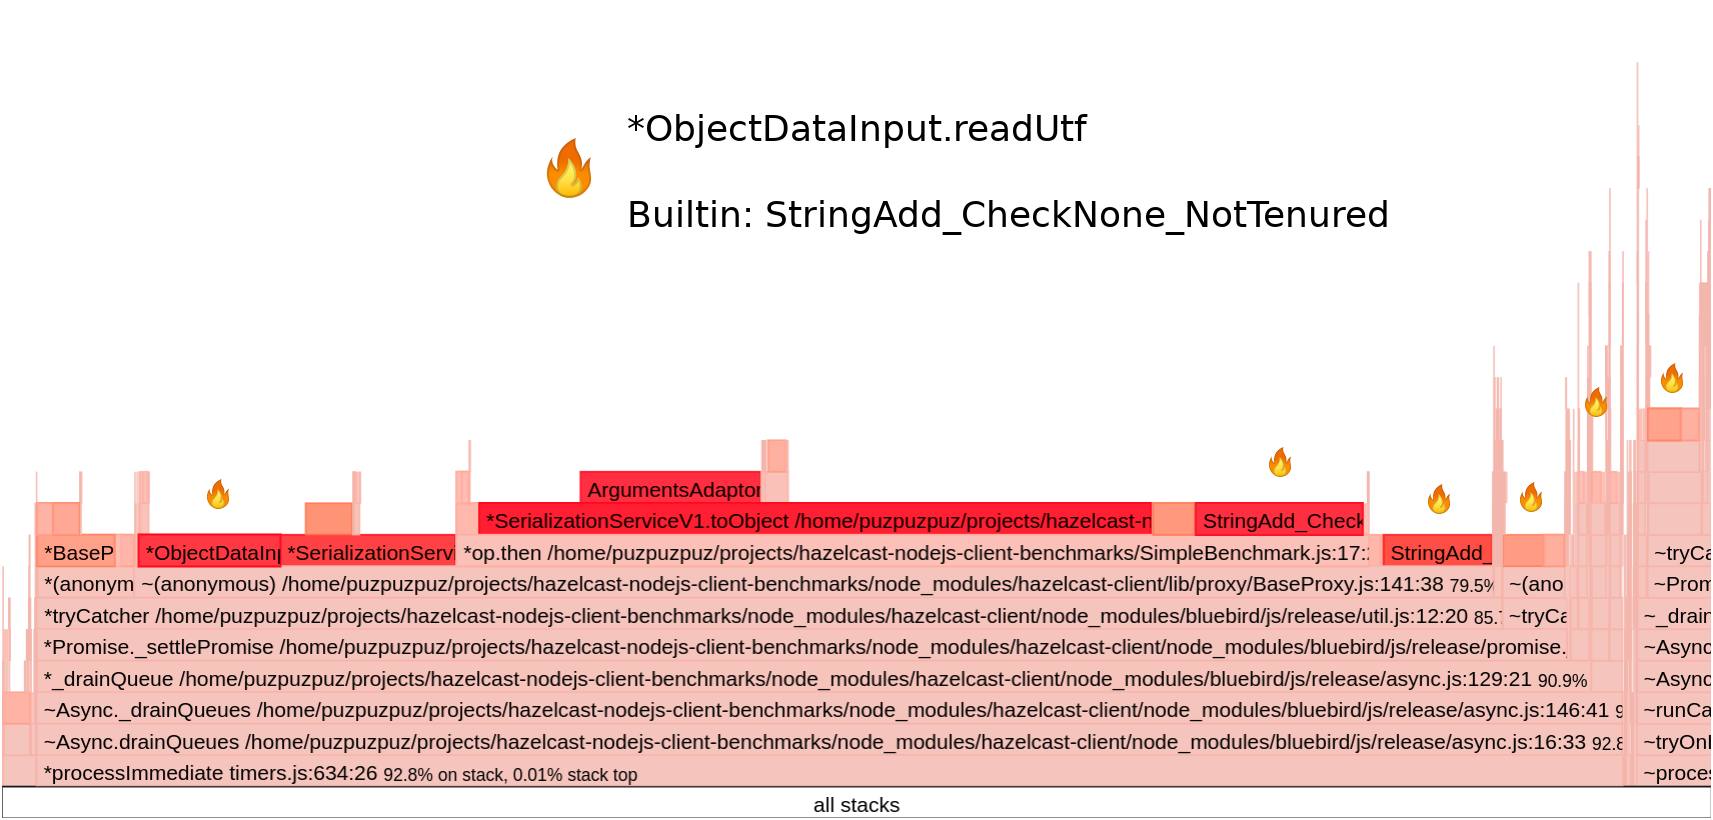 *ObjectDataInput.readUtf
Builtin: StringAdd_CheckNone_NotTenured
ArgumentsAdaptor
*SerializationServiceV1.toObject /home/puzpuzpuz/projects/hazelcast-n
StringAdd_Check
*BaseP
*ObjectDataInp
*SerializationServi
*op.then /home/puzpuzpuz/projects/hazelcast-nodejs-client-benchmarks/SimpleBenchmark.js:17:2
StringAdd_
~tryCa
*(anonym
~(anonymous) /home/puzpuzpuz/projects/hazelcast-nodejs-client-benchmarks/node_modules/hazelcast-client/lib/proxy/BaseProxy.js:141:38 79.5%
~(ano
~Prom
*tryCatcher /home/puzpuzpuz/projects/hazelcast-nodejs-client-benchmarks/node_modules/hazelcast-client/node_modules/bluebird/js/release/util.js:12:20 85.7
~tryCa
~_drain
*Promise._settlePromise /home/puzpuzpuz/projects/hazelcast-nodejs-client-benchmarks/node_modules/hazelcast-client/node_modules/bluebird/js/release/promise.
~Async
*_drainQueue /home/puzpuzpuz/projects/hazelcast-nodejs-client-benchmarks/node_modules/hazelcast-client/node_modules/bluebird/js/release/async.js:129:21 90.9%
~Async
~Async._drainQueues /home/puzpuzpuz/projects/hazelcast-nodejs-client-benchmarks/node_modules/hazelcast-client/node_modules/bluebird/js/release/async.js:146:41 9
~runCa
~Async.drainQueues /home/puzpuzpuz/projects/hazelcast-nodejs-client-benchmarks/node_modules/hazelcast-client/node_modules/bluebird/js/release/async.js:16:33 92.8
~tryOnI
*processImmediate timers.js:634:26 92.8% on stack, 0.01% stack top
~proces
all stacks